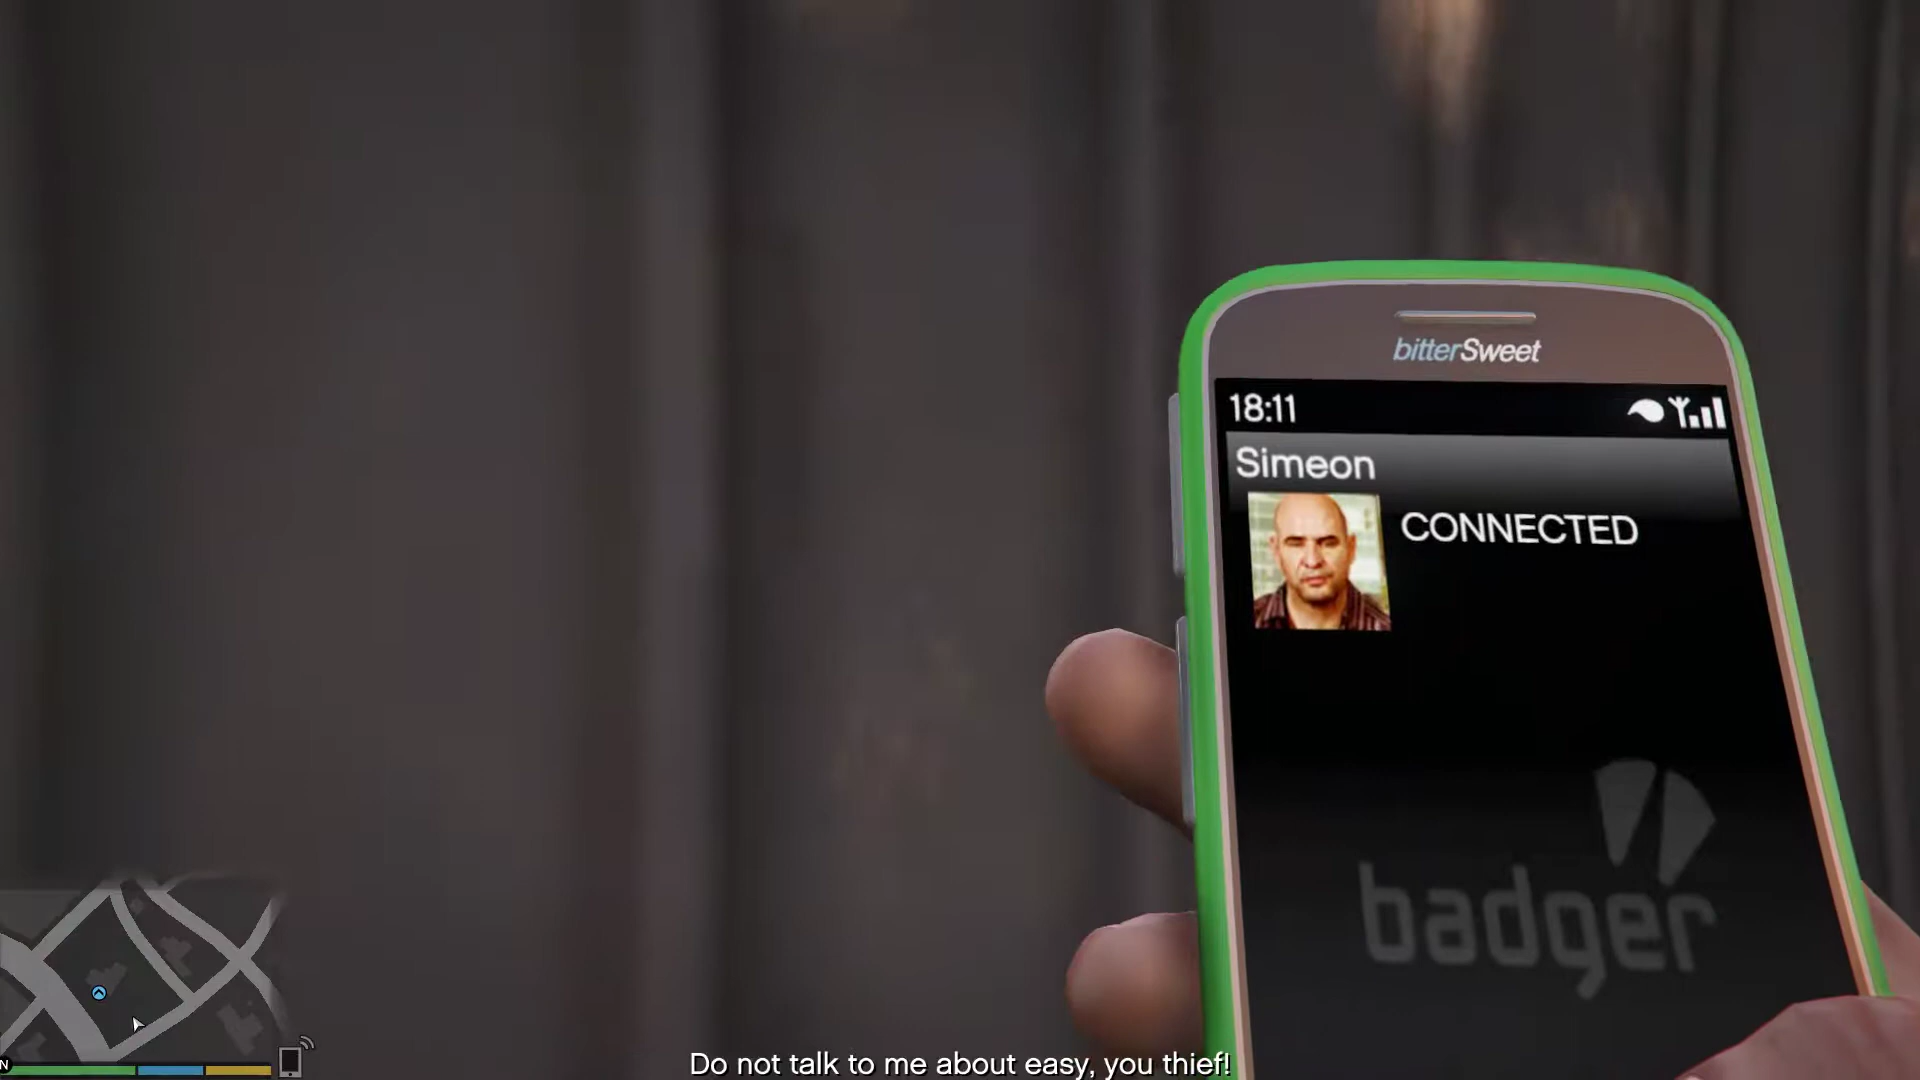 bitterSweet
18:11
Simeon
CONNECTED
badger
N
Do not talk to me about easy, you thief!